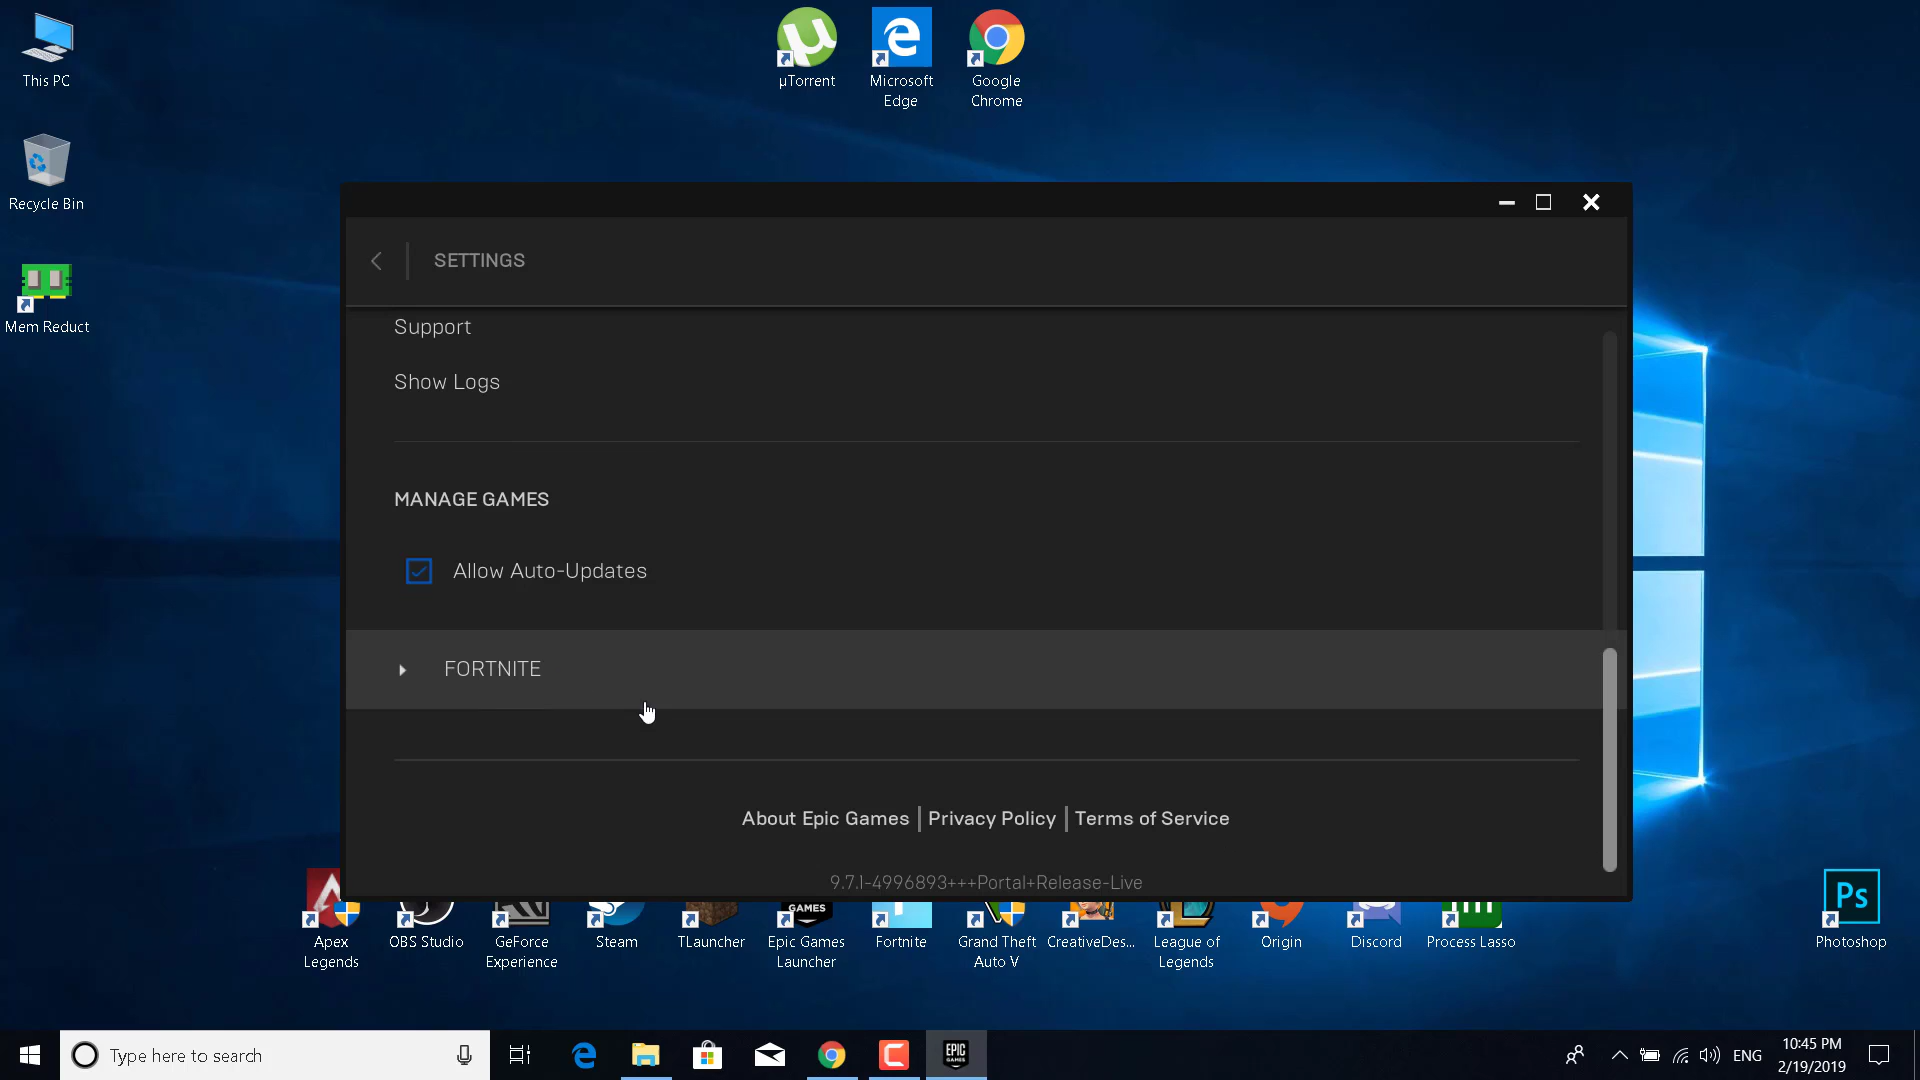 This PC
Recycle Bin
Mem Reduct
µTorrent
Microsoft
Edge
Google
Chrome
SETTINGS
Support
Show Logs
MANAGE GAMES
Allow Auto-Updates
FORTNITE
About Epic Games | Privacy Policy | Terms of Service
9.7.1-4996893+++Portal+Release-Live
GAMES
Apex
Legends
OBS Studio
GeForce
Experience
Steam
TLauncher
Epic Games
Launcher
Fortnite
Grand Theft
Auto V
CreativeDes...
League of
Legends
Origin
Discord
Process Lasso
Ps
Photoshop
Type here to search
EPIC
GAMES
ENG
10:45 PM
2/19/2019